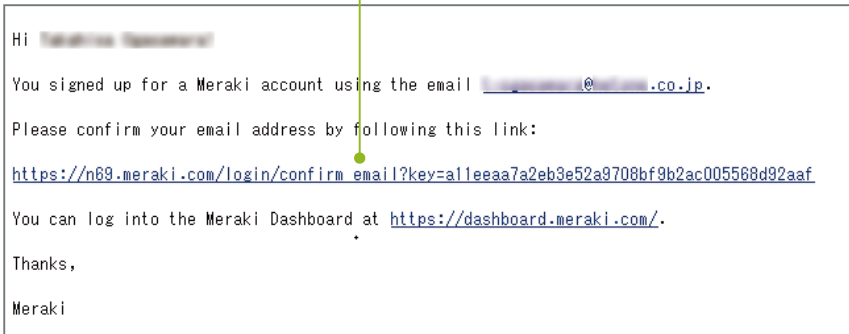 Hi
You signed up for a Meraki account using the email @ .co.jp.
Please confirm your email address by following this link:
https://n69.meraki.com/login/confirm_email?key=a11eeaa7a2eb3e52a9708bf9b2ac005568d92aaf
You can log into the Meraki Dashboard at https://dashboard.meraki.com/.
Thanks,
Meraki